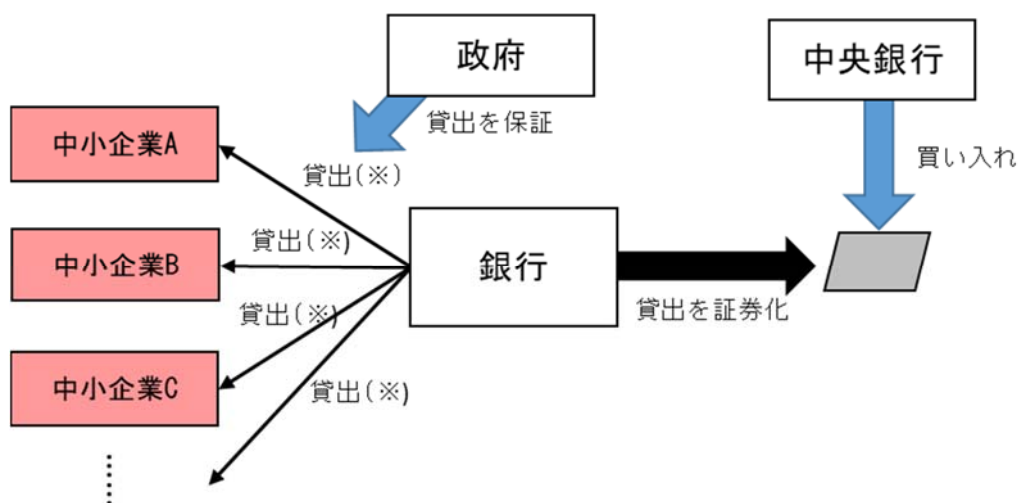 政府
中央銀行
貸出を保証
中小企業A
買い入れ
貸出(※)
貸出(※)
中小企業B
銀行
貸出(※)
貸出を証券化
中小企業C
貸出(※)